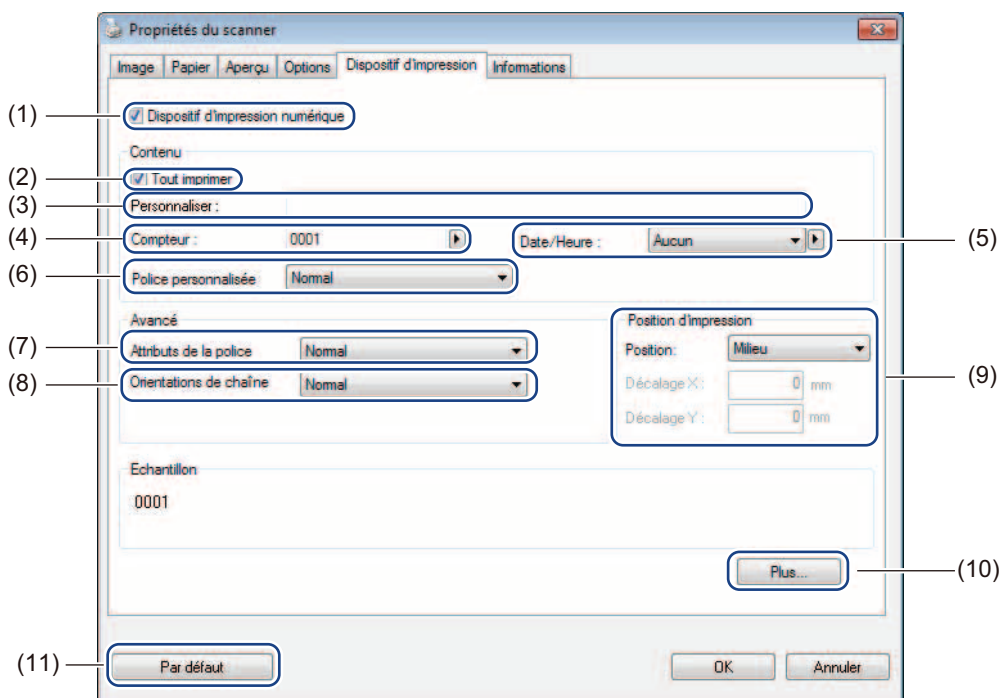 Propriétés du scanner
Image Papier Aperçu Options Dispositif d'impression Informations
(1) Dispositif d'impression numérique
Contenu
(2) Tout imprimer
(3) Personnaliser :
(4) Compteur : 0001 Date/Heure : Aucun (5)
(6) Police personnalisée Normal
Avancé Position d'impression
(7) Attributs de la police Normal Position: Milieu
(8) Orientations de chaîne Normal Décalage X : 0 mm (9)
Décalage Y : 0 mm
Echantillon
0001
Plus... (10)
(11) Par défaut OK Annuler